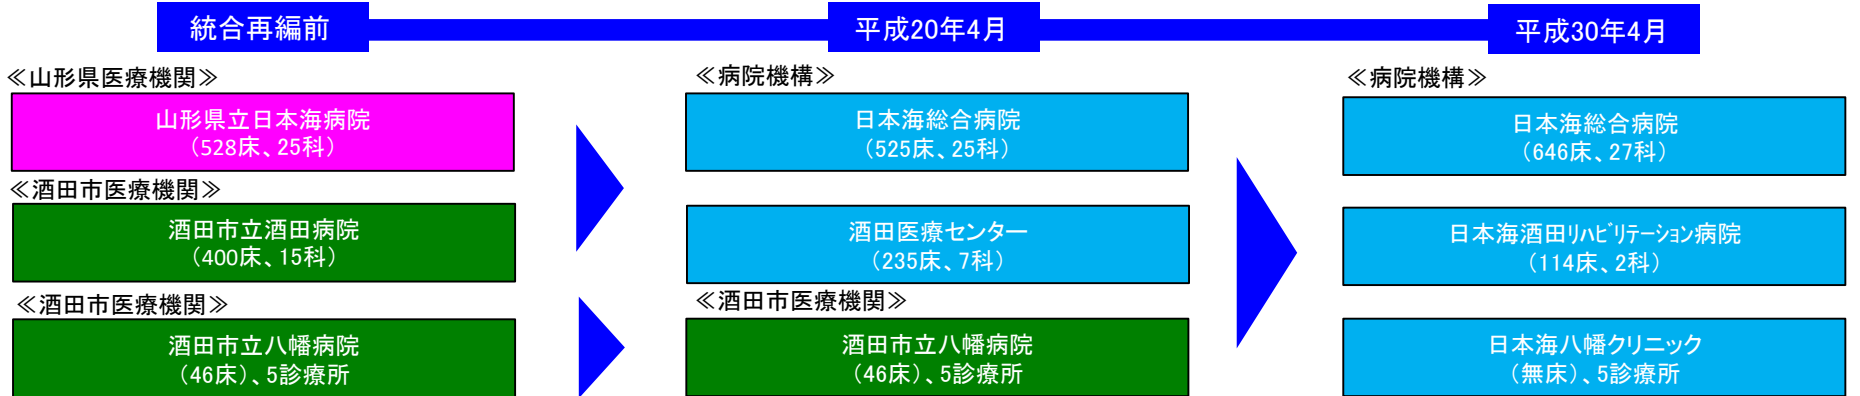 統合再編前
平成20年4月
平成30年4月
≪山形県医療機関≫
山形県立日本海病院
(528床、25科)
≪酒田市医療機関≫
酒田市立酒田病院
(400床、15科)
≪酒田市医療機関≫
酒田市立八幡病院
(46床)、5診療所
≪病院機構≫
日本海総合病院
(525床、25科)
酒田医療センター
(235床、7科)
≪酒田市医療機関≫
酒田市立八幡病院
(46床)、5診療所
≪病院機構≫
日本海総合病院
(646床、27科)
日本海酒田ﾘﾊﾋﾞﾘﾃｰｼｮﾝ病院
(114床、2科)
日本海八幡クリニック
(無床)、5診療所